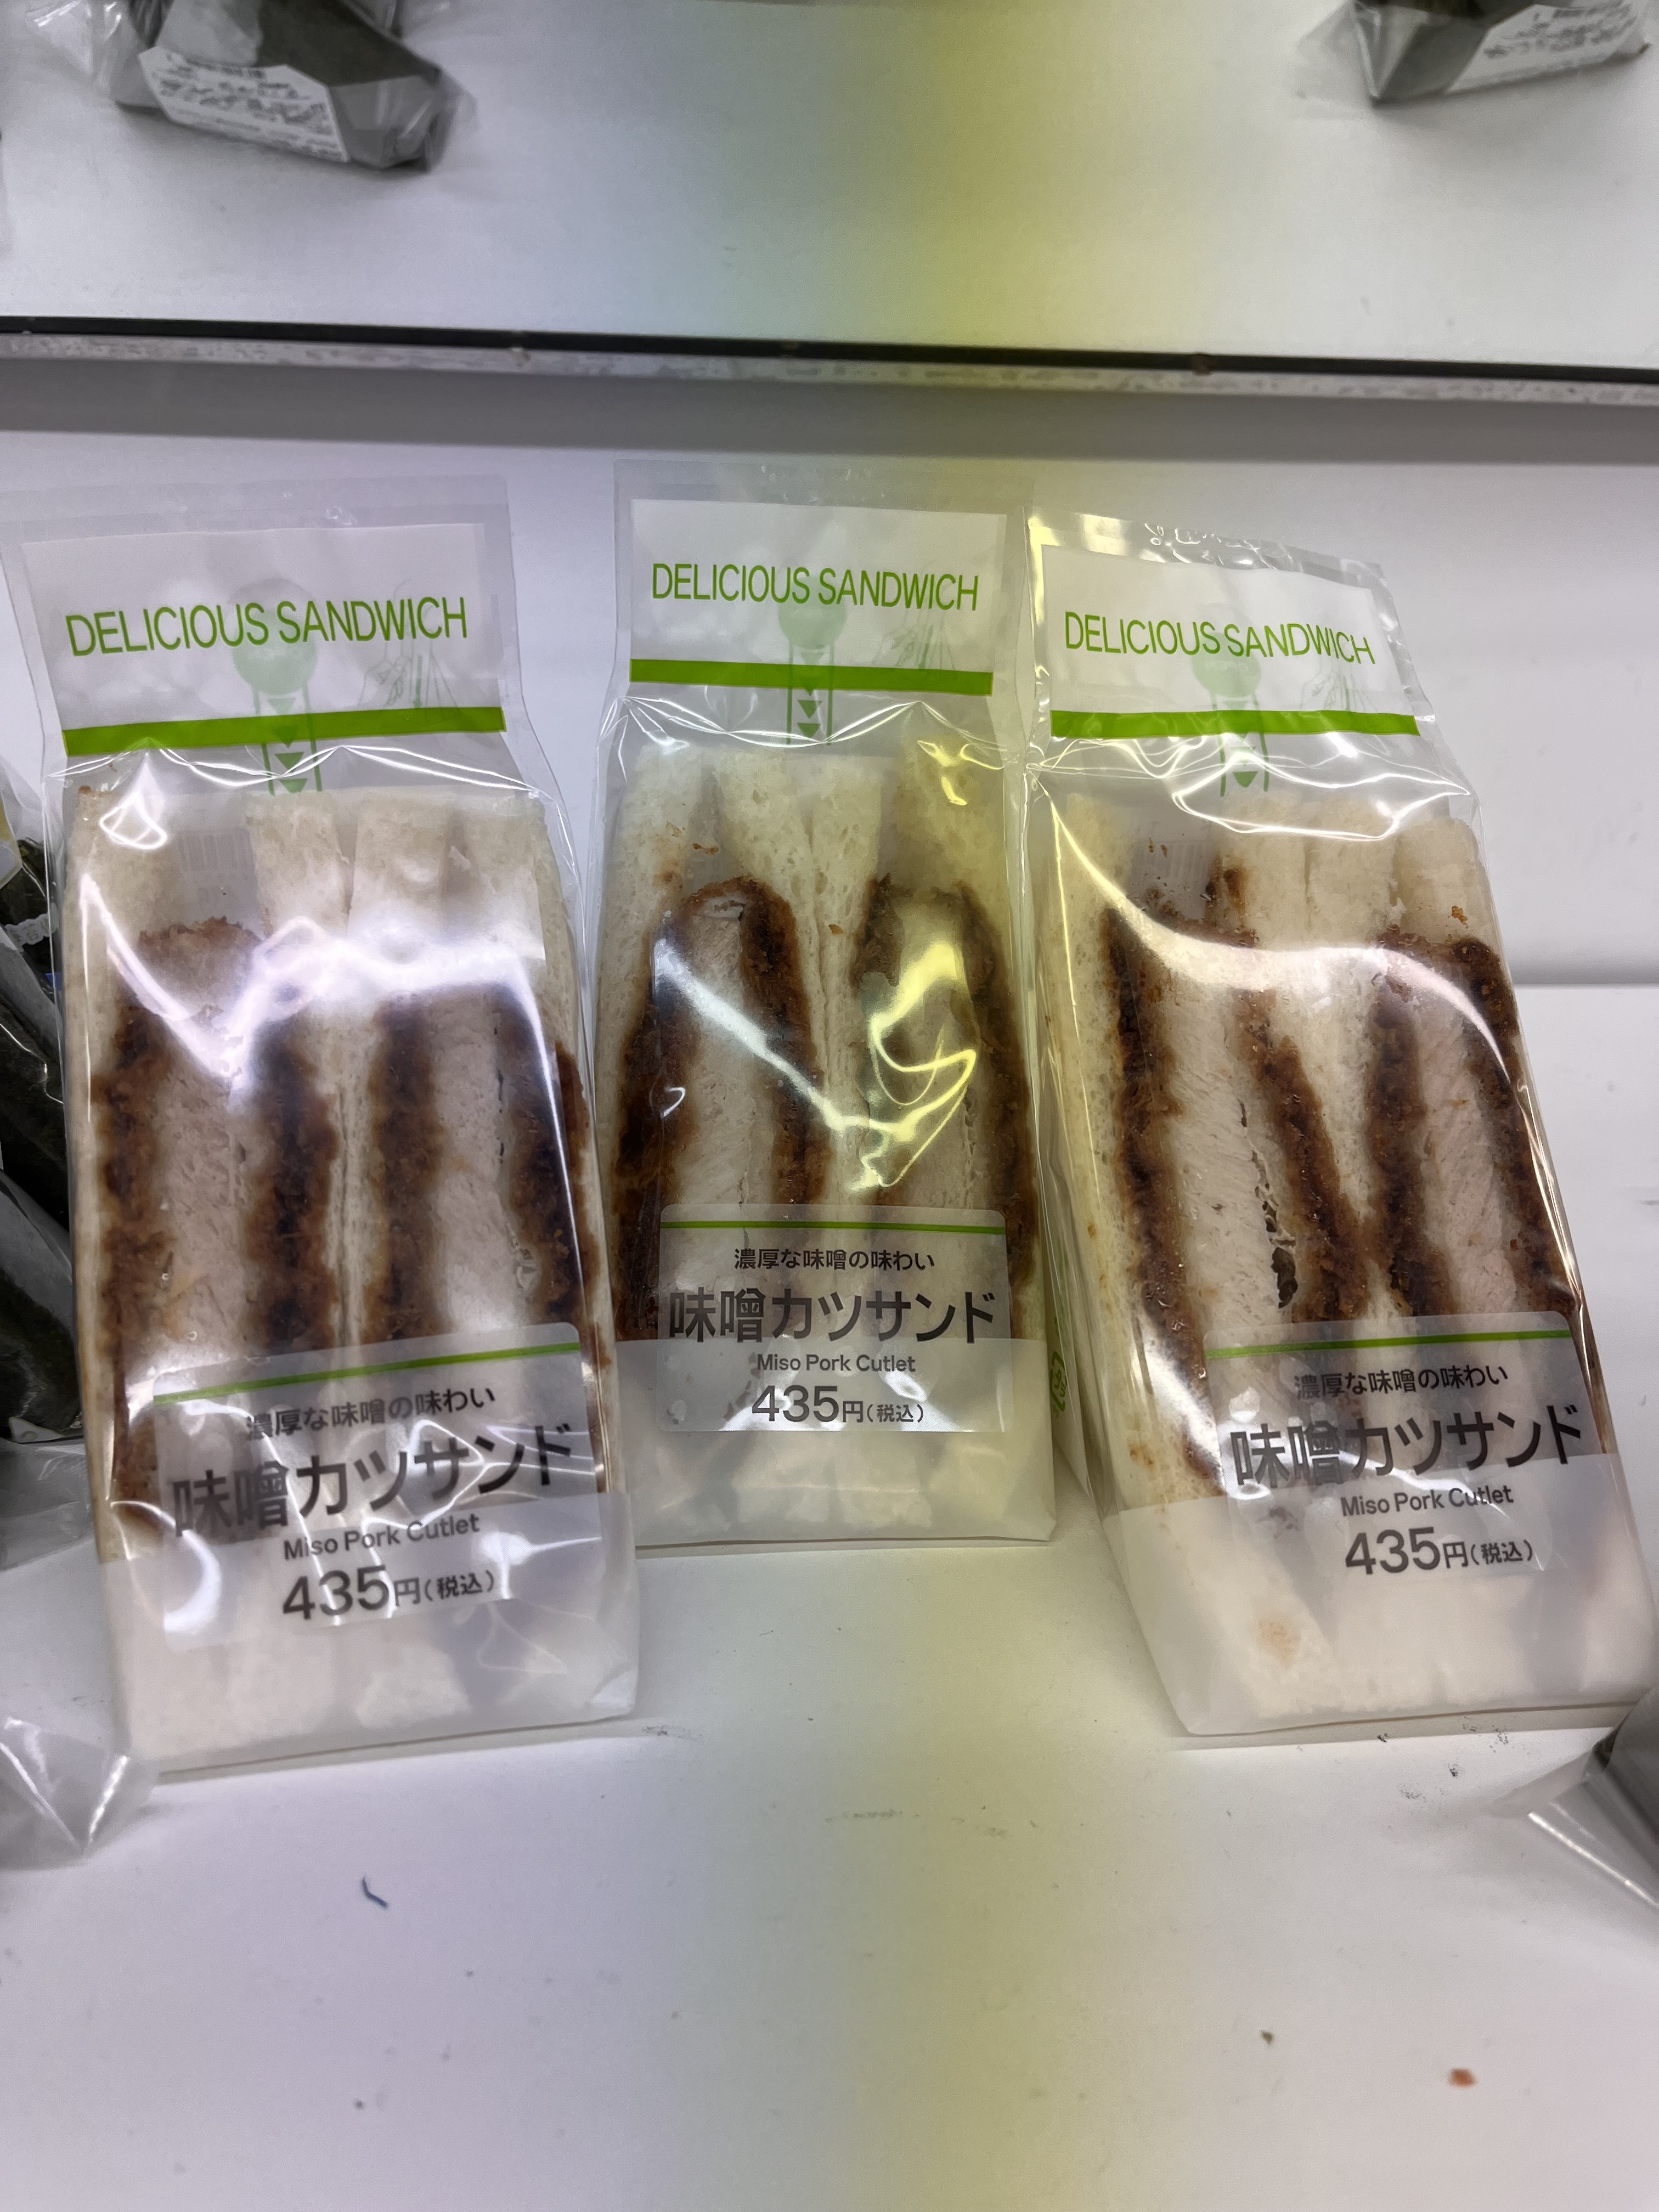 DELICIOUS SANDWICH
濃厚な味噌の味わい
味噌カツサンド
Miso Pork Cutlet
435円(税込)
DELICIOUS SANDWICH
濃厚な味噌の味わい
味噌カツサンド
Miso Pork Cutlet
435円(税込)
DELICIOUS SANDWICH
濃厚な味噌の味わい
味噌カツサンド
Miso Pork Cutlet
435円(税込)